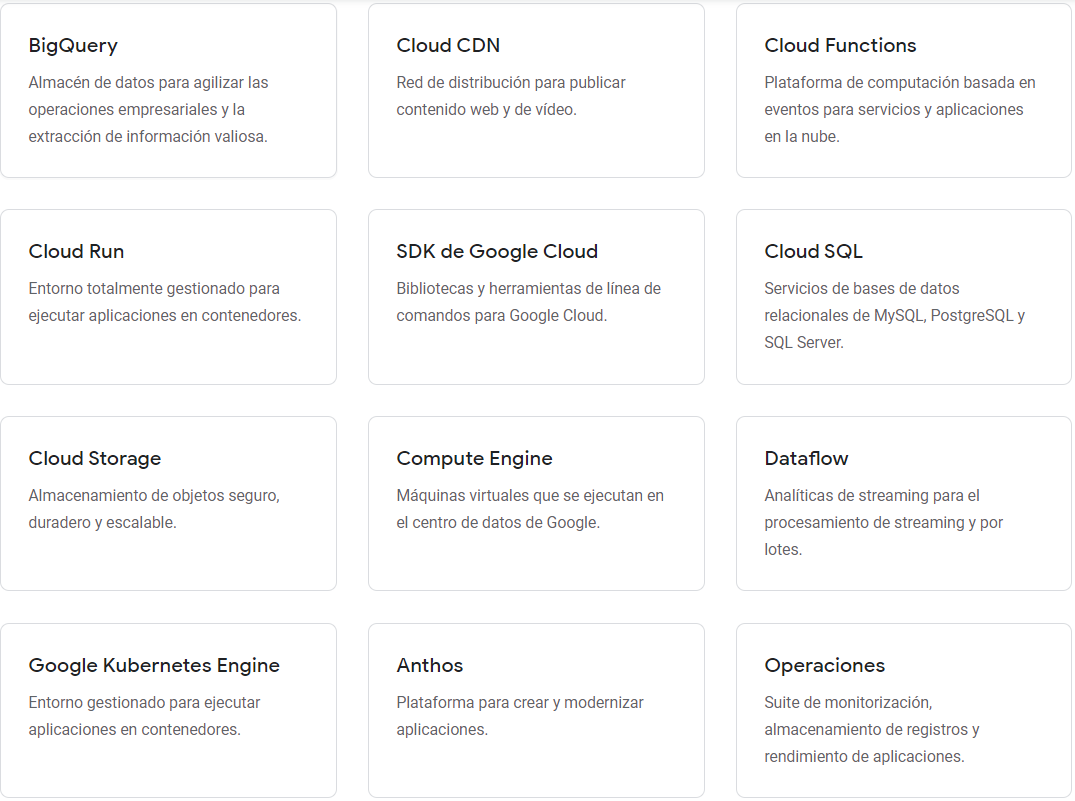 BigQuery
Almacén de datos para agilizar las
operaciones empresariales y la
extracción de información valiosa.
Cloud CDN
Red de distribución para publicar
contenido web y de vídeo.
Cloud Functions
Plataforma de computación basada en
eventos para servicios y aplicaciones
en la nube.
Cloud Run
Entorno totalmente gestionado para
ejecutar aplicaciones en contenedores.
SDK de Google Cloud
Bibliotecas y herramientas de línea de
comandos para Google Cloud.
Cloud SQL
Servicios de bases de datos
relacionales de MySQL, PostgreSQL y
SQL Server.
Cloud Storage
Almacenamiento de objetos seguro,
duradero y escalable.
Compute Engine
Máquinas virtuales que se ejecutan en
el centro de datos de Google.
Dataflow
Analíticas de streaming para el
procesamiento de streaming y por
lotes.
Google Kubernetes Engine
Entorno gestionado para ejecutar
aplicaciones en contenedores.
Anthos
Plataforma para crear y modernizar
aplicaciones.
Operaciones
Suite de monitorización,
almacenamiento de registros y
rendimiento de aplicaciones.